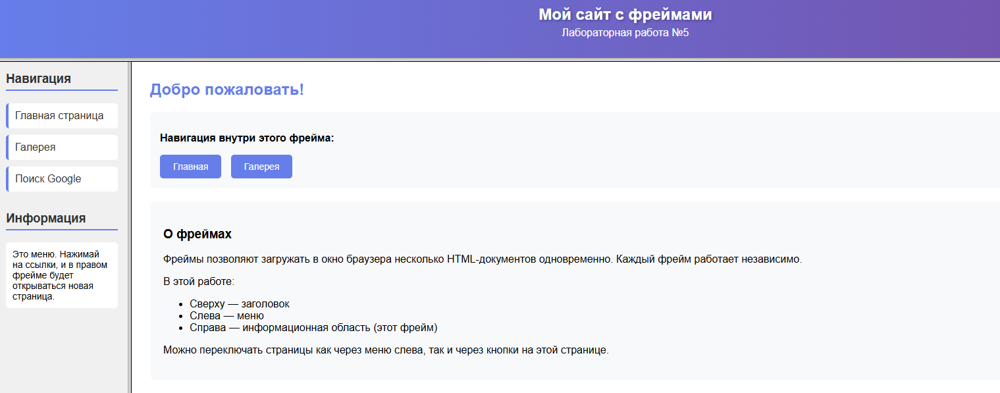 Мой сайт с фреймами
Лабораторная работа №5
Навигация
Главная страница
Галерея
Поиск Google
Информация
Это меню. Нажимай
на ссылки, и в правом
фрейме будет
открываться новая
страница.
Добро пожаловать!
Навигация внутри этого фрейма:
Главная
Галерея
О фреймах
Фреймы позволяют загружать в окно браузера несколько HTML-документов одновременно. Каждый фрейм работает независимо.
В этой работе:
• Сверху — заголовок
• Слева — меню
• Справа — информационная область (этот фрейм)
Можно переключать страницы как через меню слева, так и через кнопки на этой странице.